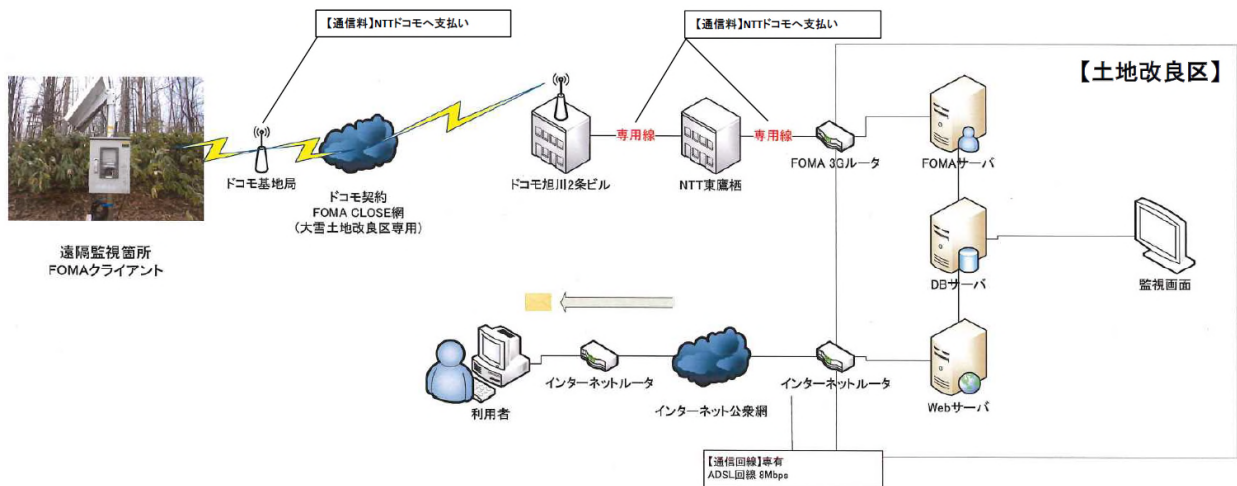 【通信料】NTTドコモへ支払い
【通信料】NTTドコモへ支払い
【土地改良区】
専用線
専用線
ドコモ基地局
ドコモ契約
FOMA CLOSE網
(大雪土地改良区専用)
ドコモ旭川2条ビル
NTT東鷹栖
FOMA 3Gルータ
FOMAサーバ
遠隔監視箇所
FOMAクライアント
DBサーバ
監視画面
利用者
インターネットルータ
インターネット公衆網
インターネットルータ
Webサーバ
【通信回線】専有
ADSL回線 8Mbps